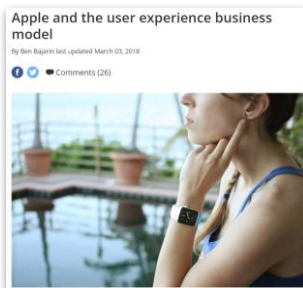 Apple and the user experience business
model
By Ben Bajarin last updated March 03, 2018
Comments (26)